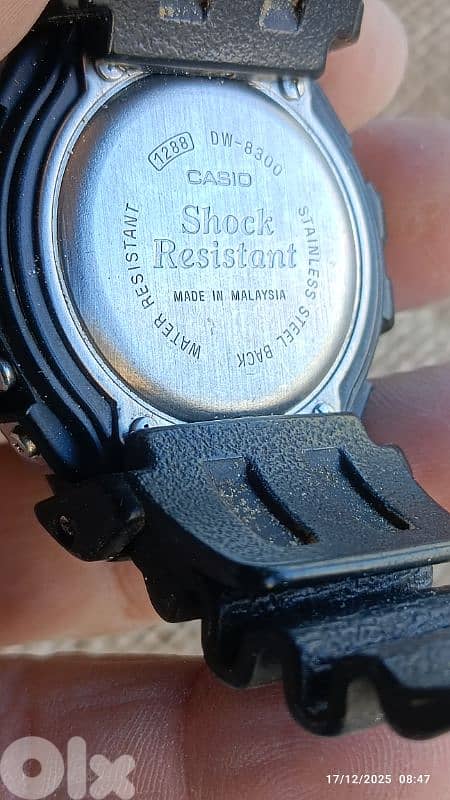 1288 DW-8300
CASIO
Shock
Resistant
MADE IN MALAYSIA
WATER RESISTANT
STAINLESS STEEL BACK
OLX
17/12/2025 08:47